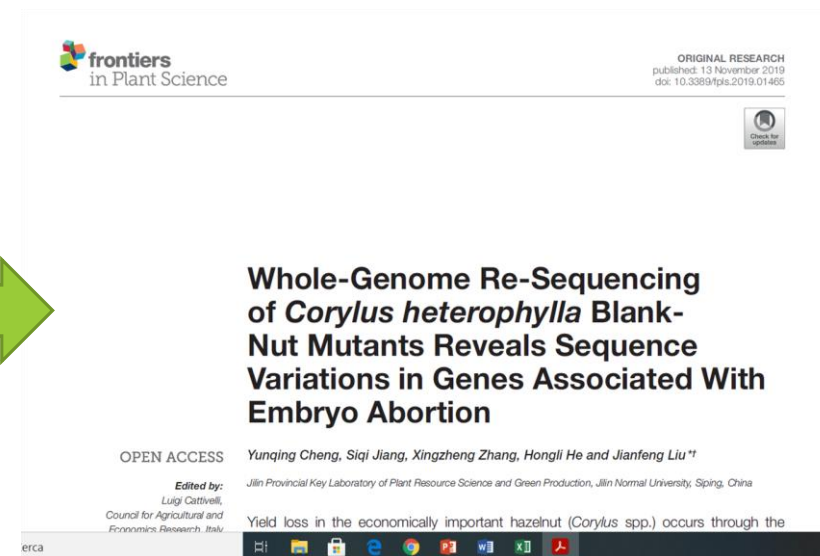 frontiers
in Plant Science
ORIGINAL RESEARCH
published: 13 November 2019
doi: 10.3389/fpls.2019.01465
Check for
updates
Whole-Genome Re-Sequencing
of Corylus heterophylla Blank-
Nut Mutants Reveals Sequence
Variations in Genes Associated With
Embryo Abortion
OPEN ACCESS
Yunqing Cheng, Siqi Jiang, Xingzheng Zhang, Hongli He and Jianfeng Liu*†
Edited by:
Jilin Provincial Key Laboratory of Plant Resource Science and Green Production, Jilin Normal University, Siping, China
Luigi Cattivelli,
Council for Agricultural and
Economics Research, Italy
Yield loss in the economically important hazelnut (Corylus spp.) occurs through the
erca